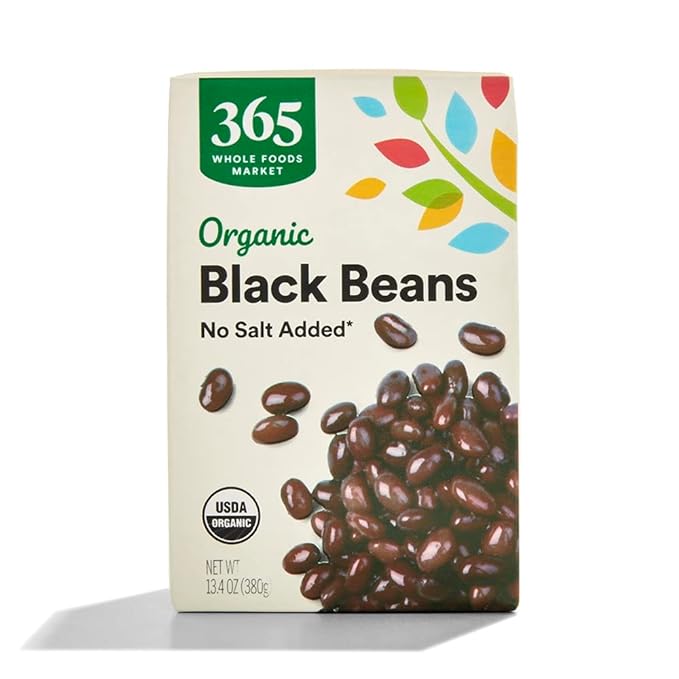 365
WHOLE FOODS
MARKET
Organic
Black Beans
No Salt Added*
USDA
ORGANIC
NET WT
13.4 OZ (380g)